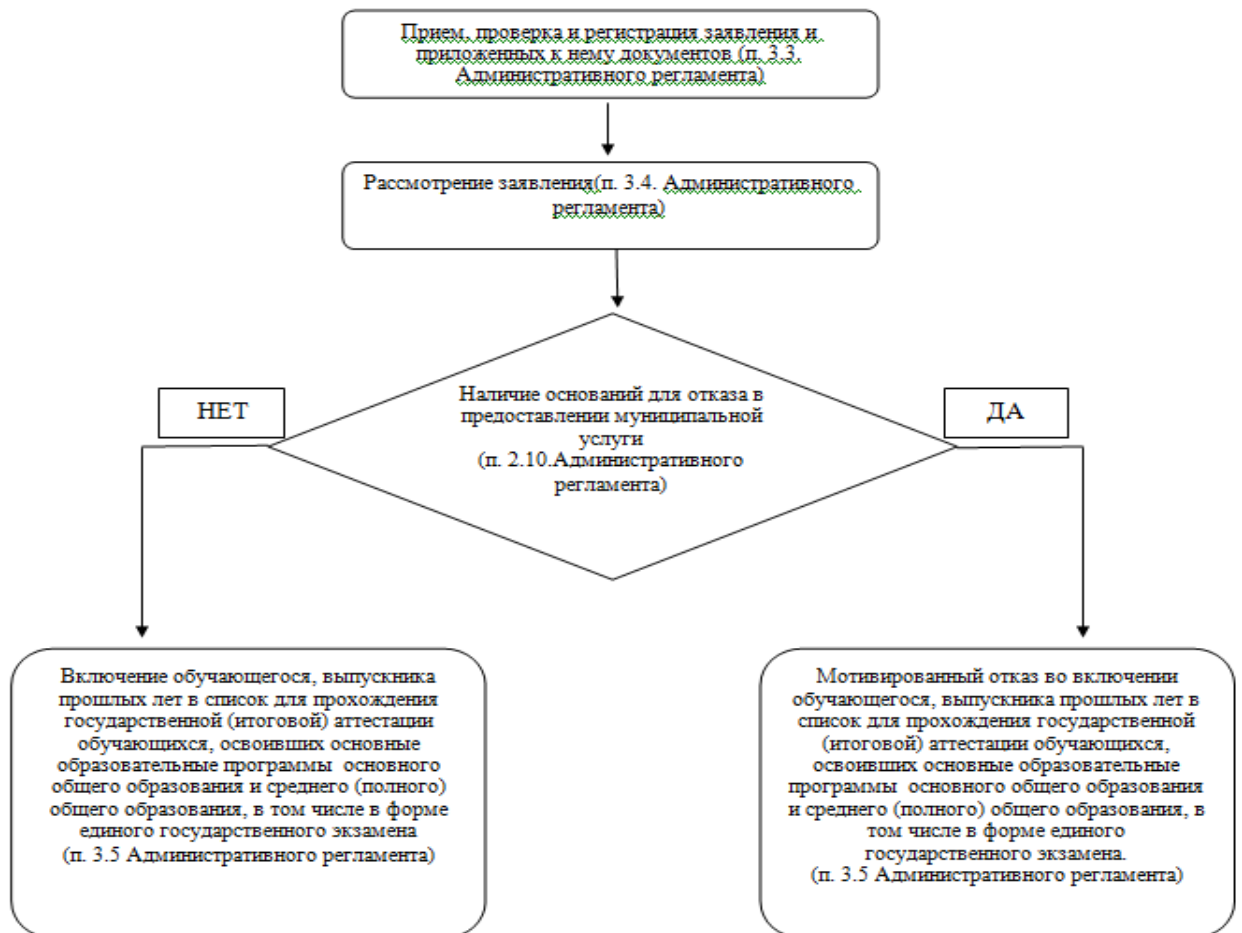 Прием, проверка и регистрация заявления и
приложенных к нему документов (п. 3.3.
Административного регламента)
Рассмотрение заявления(п. 3.4. Административного
регламента)
Наличие оснований для отказа в
предоставлении муниципальной
услуги
(п. 2.10.Административного
регламента)
НЕТ
ДА
Включение обучающегося, выпускника
прошлых лет в список для прохождения
государственной (итоговой) аттестации
обучающихся, освоивших основные
образовательные программы основного
общего образования и среднего (полного)
общего образования, в том числе в форме
единого государственного экзамена
(п. 3.5 Административного регламента)
Мотивированный отказ во включении
обучающегося, выпускника прошлых лет в
список для прохождения государственной
(итоговой) аттестации обучающихся,
освоивших основные образовательные
программы основного общего образования
и среднего (полного) общего образования, в
том числе в форме единого
государственного экзамена.
(п. 3.5 Административного регламента)